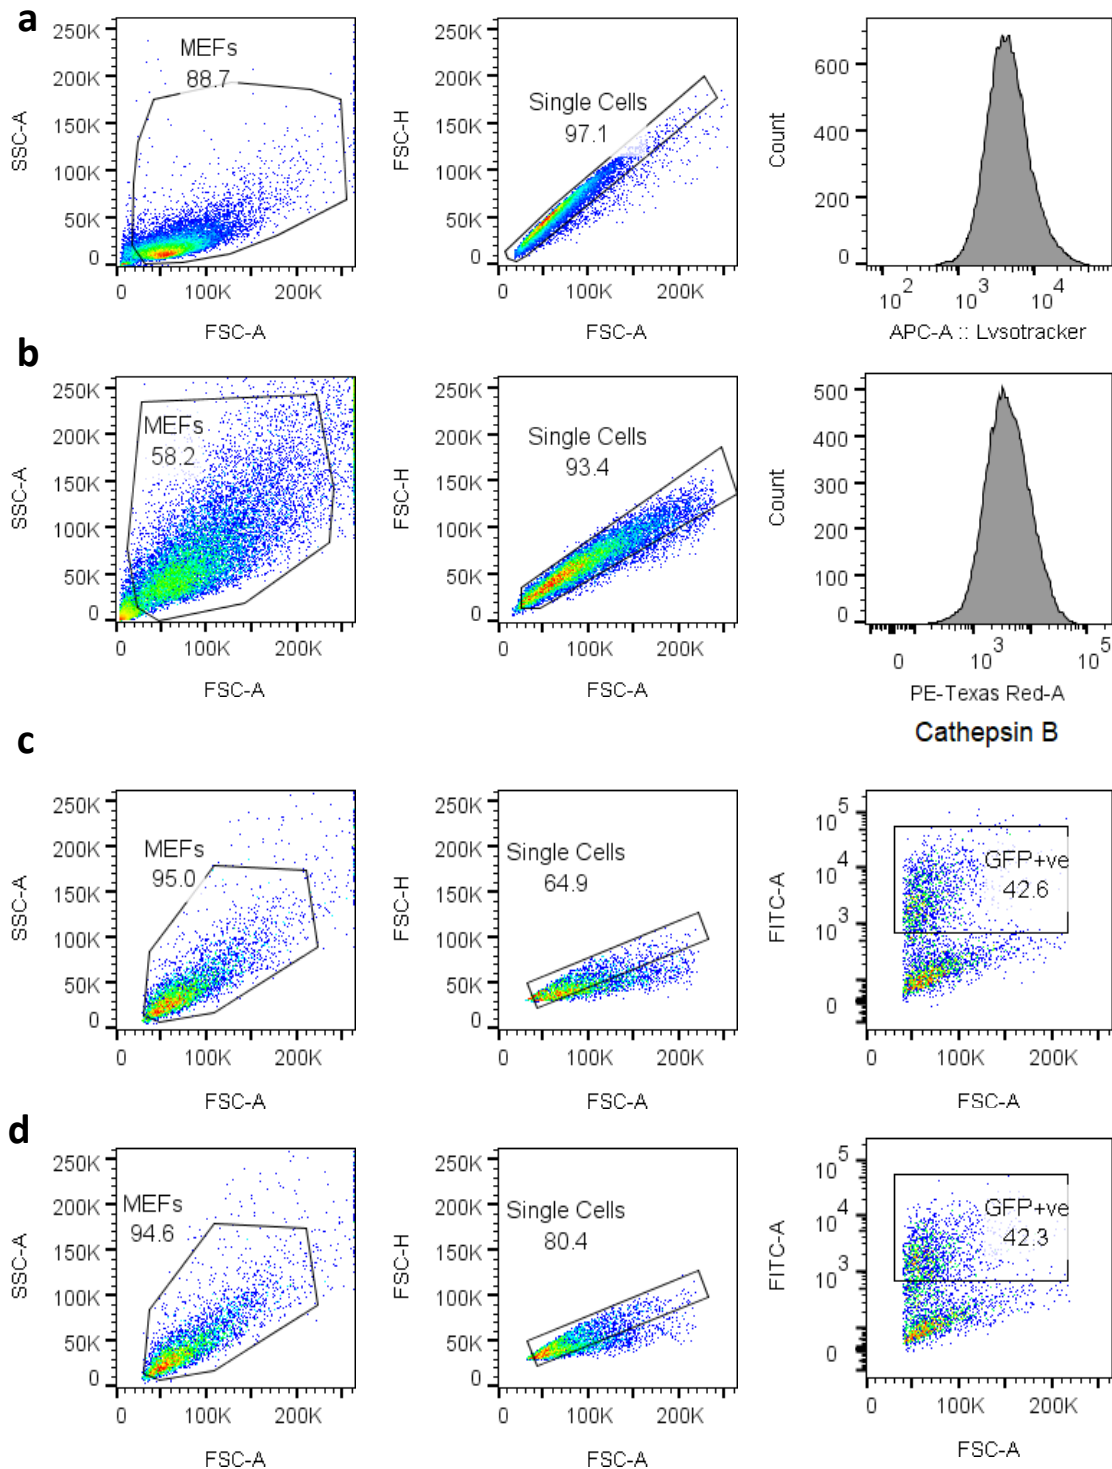 a
250K
200K
150K
100K
50K
0
SSC-A
MEFs
88.7
0
100K
200K
FSC-A
250K
200K
150K
100K
50K
0
FSC-H
Single Cells
97.1
0
100K
200K
FSC-A
600
400
200
0
Count
10^2
10^3
10^4
APC-A :: Lvsotracker
b
250K
200K
150K
100K
50K
0
SSC-A
MEFs
58.2
0
100K
200K
FSC-A
250K
200K
150K
100K
50K
0
FSC-H
Single Cells
93.4
0
100K
200K
FSC-A
500
400
300
200
100
0
Count
0
10^3
10^5
PE-Texas Red-A
Cathepsin B
c
250K
200K
150K
100K
50K
0
SSC-A
MEFs
95.0
0
100K
200K
FSC-A
250K
200K
150K
100K
50K
0
FSC-H
Single Cells
64.9
0
100K
200K
FSC-A
10^5
10^4
10^3
0
FITC-A
GFP+ve
42.6
0
100K
200K
FSC-A
d
250K
200K
150K
100K
50K
0
SSC-A
MEFs
94.6
0
100K
200K
FSC-A
250K
200K
150K
100K
50K
0
FSC-H
Single Cells
80.4
0
100K
200K
FSC-A
10^5
10^4
10^3
0
FITC-A
GFP+ve
42.3
0
100K
200K
FSC-A